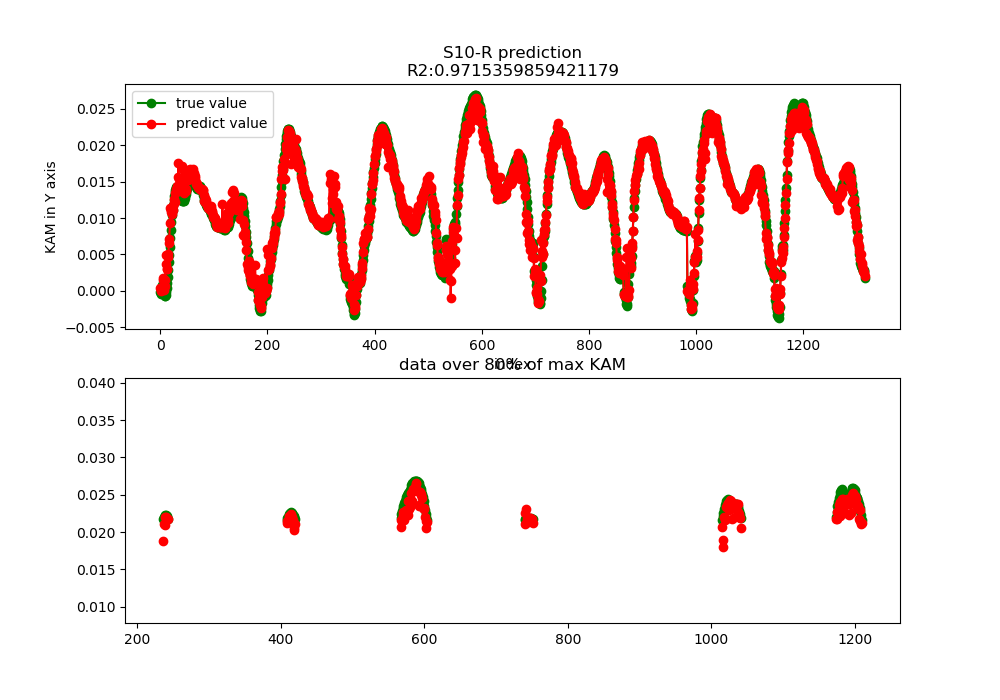 S10-R prediction
R2:0.9715359859421179
true value
predict value
KAM in Y axis
0.025
0.020
0.015
0.010
0.005
0.000
−0.005
0 200 400 600 800 1000 1200
index
data over 80% of max KAM
0.040
0.035
0.030
0.025
0.020
0.015
0.010
200 400 600 800 1000 1200